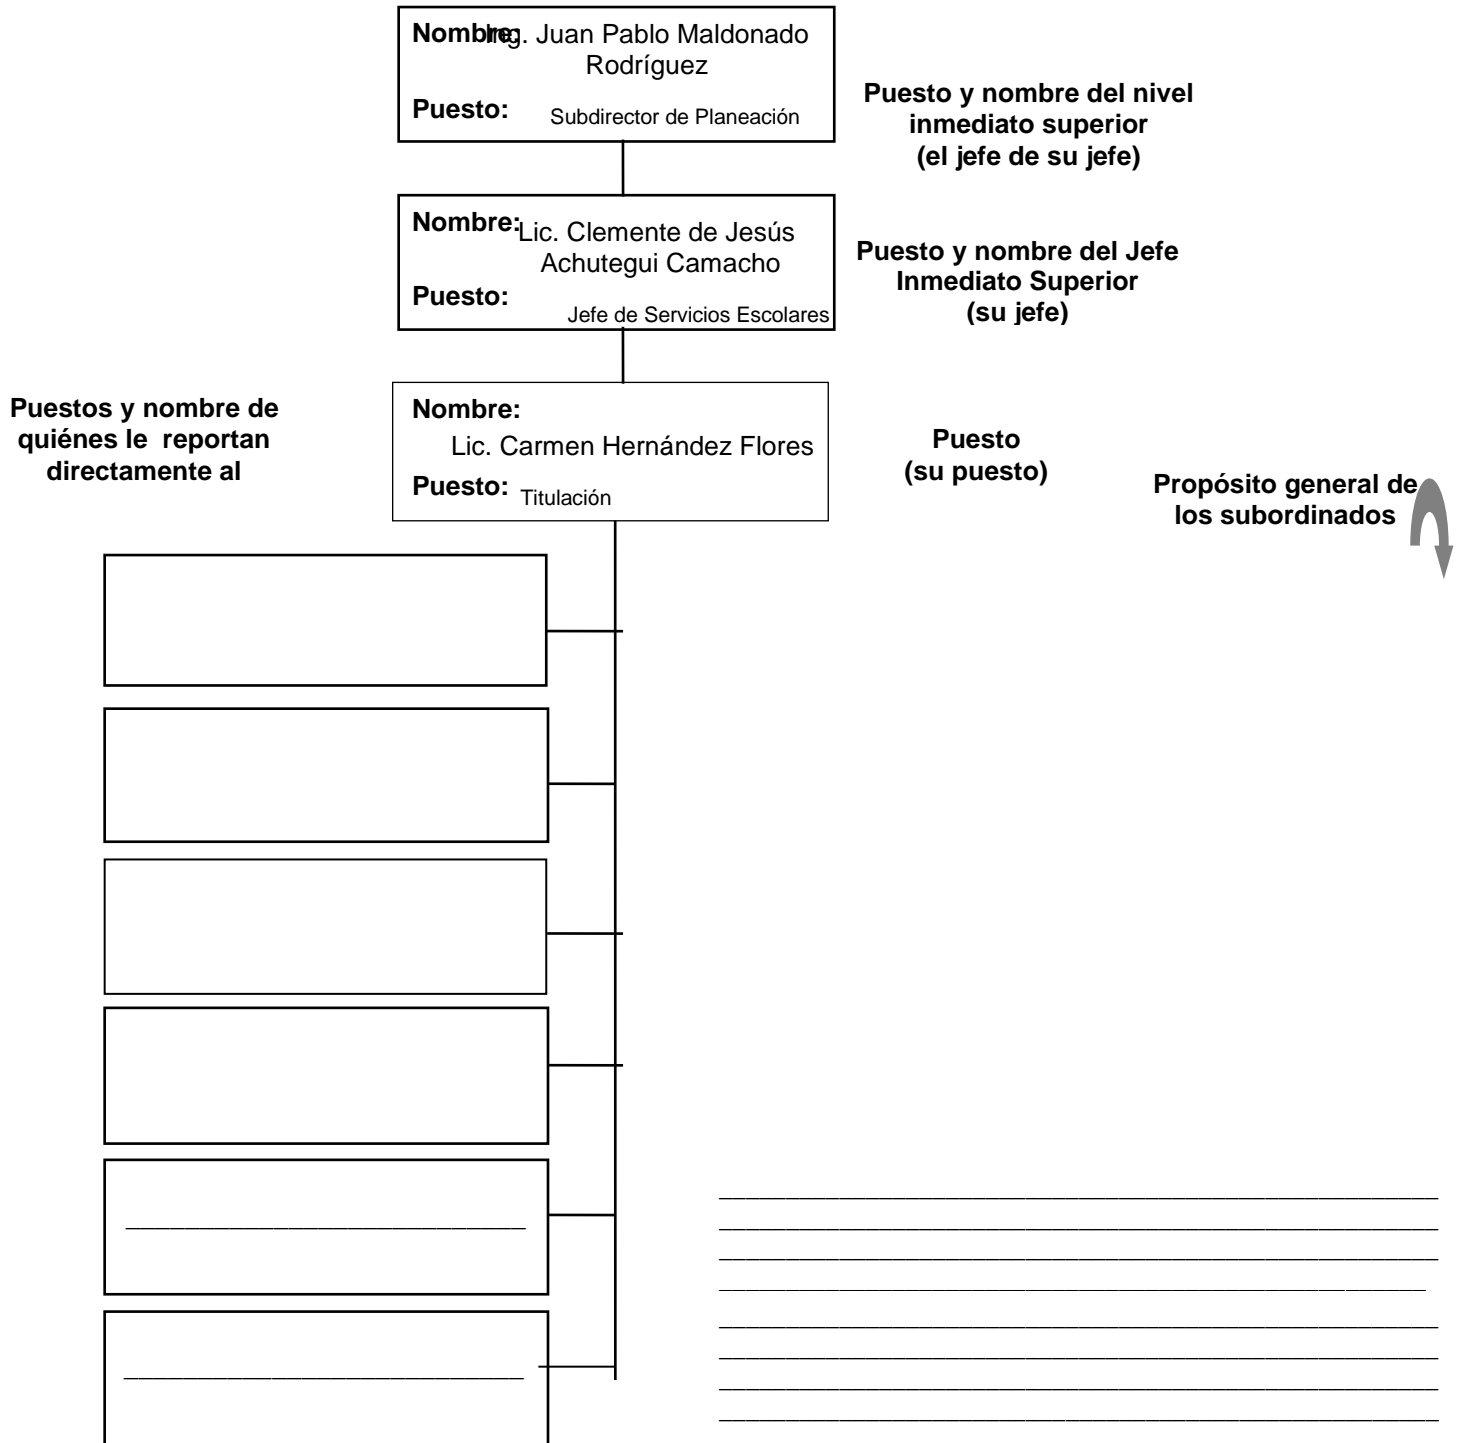 Nombre: Ing. Juan Pablo Maldonado
Rodríguez
Puesto: Subdirector de Planeación
Puesto y nombre del nivel
inmediato superior
(el jefe de su jefe)
Nombre: Lic. Clemente de Jesús
Achutegui Camacho
Puesto:
Jefe de Servicios Escolares
Puesto y nombre del Jefe
Inmediato Superior
(su jefe)
Puestos y nombre de
quiénes le reportan
directamente al
Nombre:
Lic. Carmen Hernández Flores
Puesto: Titulación
Puesto
(su puesto)
Propósito general de
los subordinados